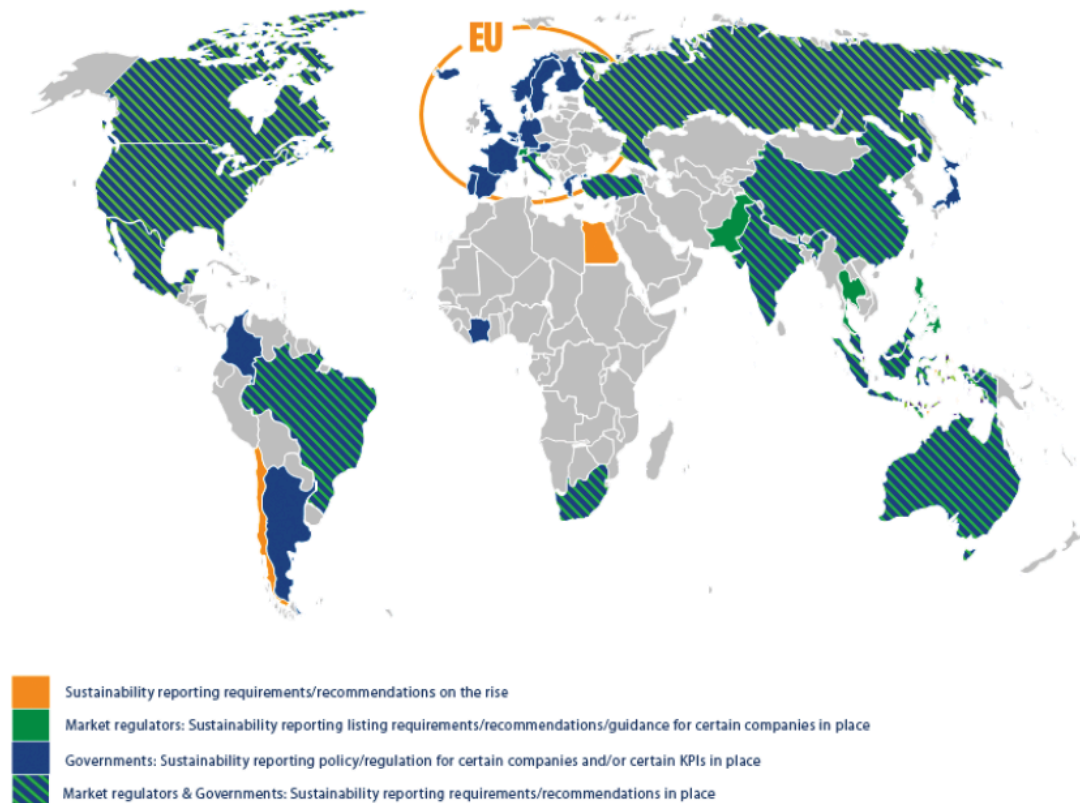 EU
Sustainability reporting requirements/recommendations on the rise
Market regulators: Sustainability reporting listing requirements/recommendations/guidance for certain companies in place
Governments: Sustainability reporting policy/regulation for certain companies and/or certain KPIs in place
Market regulators & Governments: Sustainability reporting requirements/recommendations in place